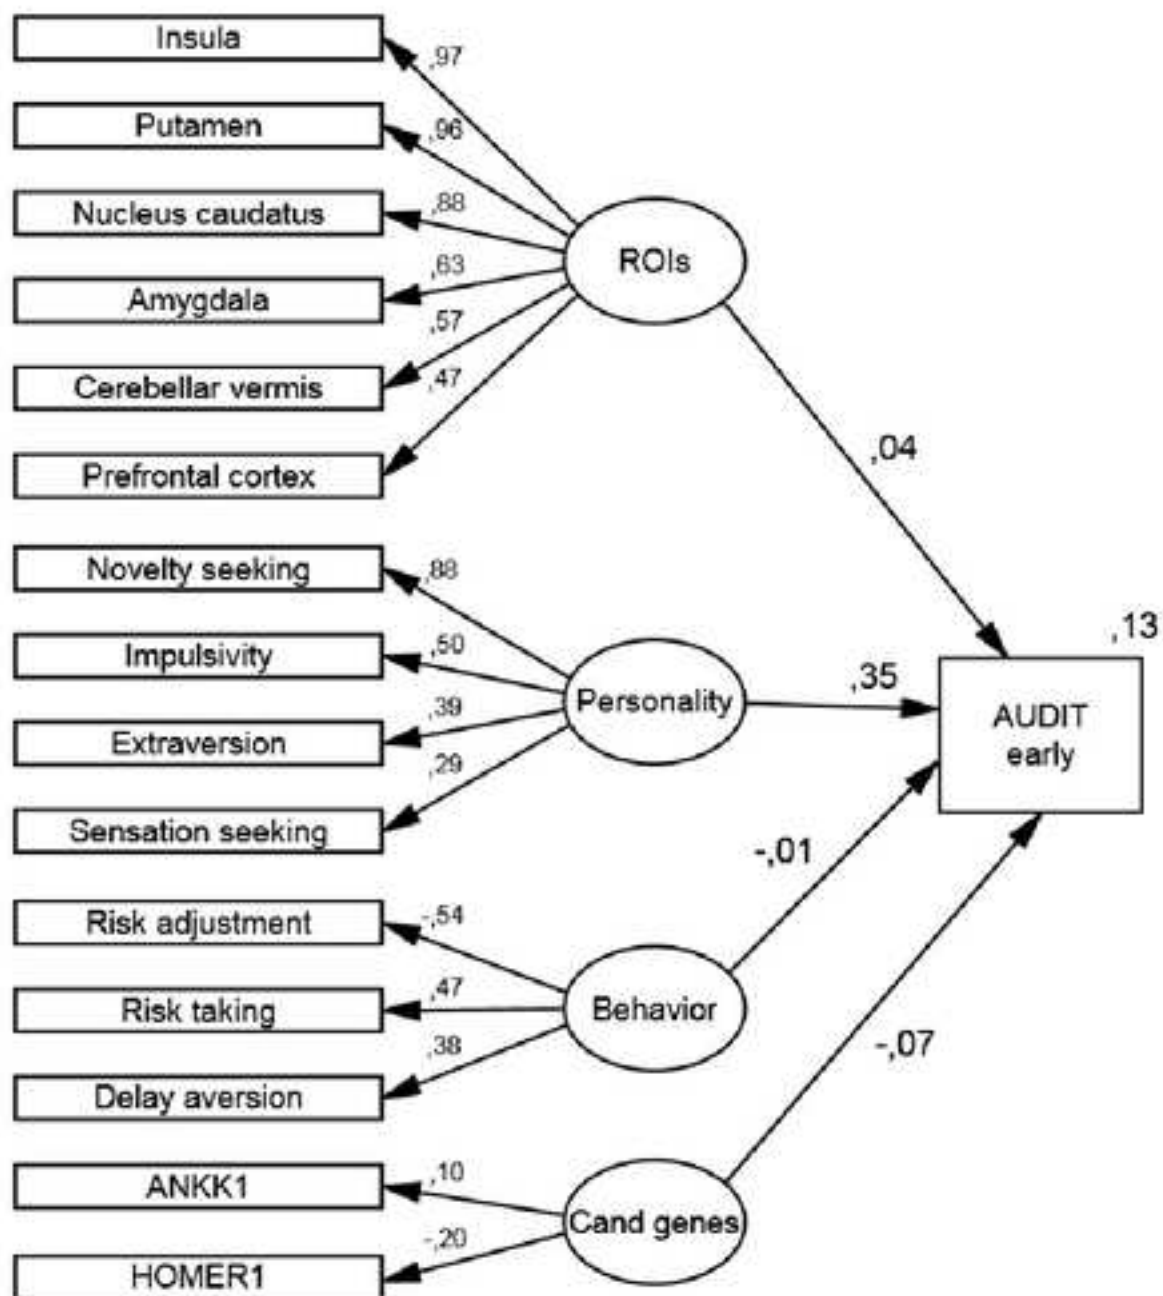 Insula
,97
Putamen
,96
Nucleus caudatus
,88
ROIs
Amygdala
,63
Cerebellar vermis
,57
Prefrontal cortex
,47
,04
Novelty seeking
,88
Impulsivity
,50
Personality
,35
,13
AUDIT
early
Extraversion
,39
Sensation seeking
,29
-,01
Risk adjustment
-,54
Risk taking
,47
Behavior
-,07
Delay aversion
,38
ANKK1
,10
Cand genes
HOMER1
-,20